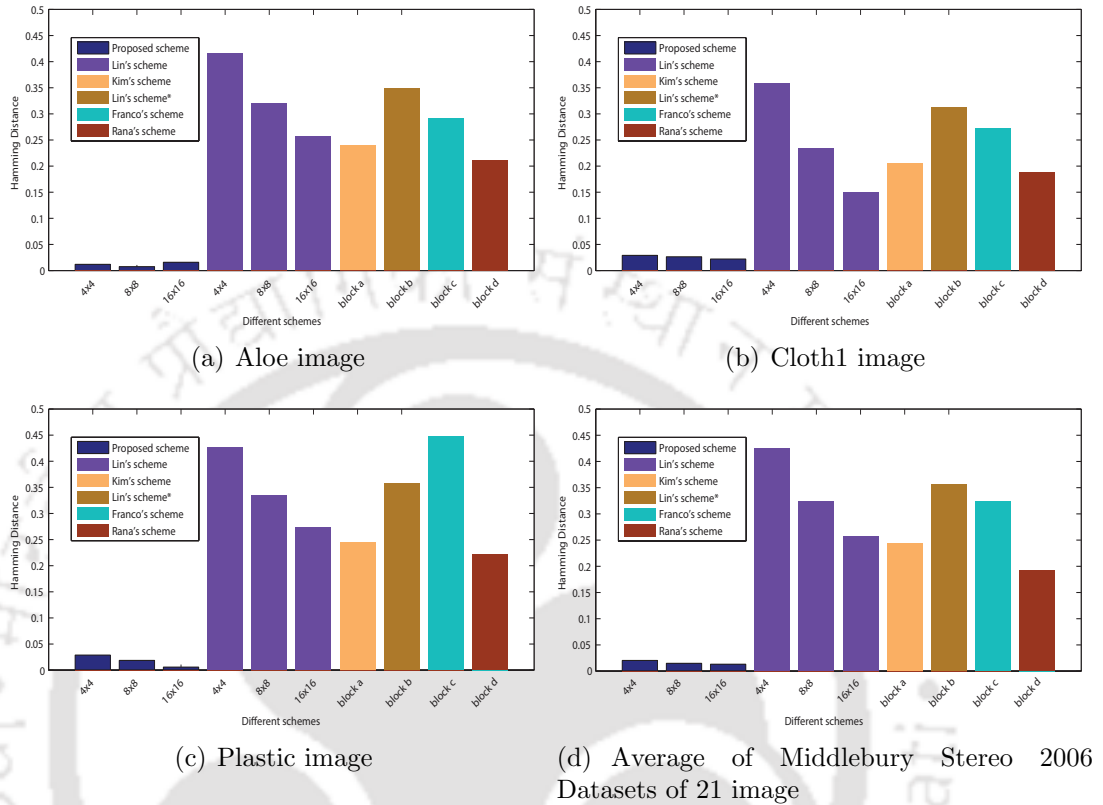 0.5
0.45
0.4
0.35
0.3
0.25
0.2
0.15
0.1
0.05
0
Hamming Distance
Proposed scheme
Lin's scheme
Kim's scheme
Lin's scheme*
Franco's scheme
Rana's scheme
4x4
8x8
16x16
4x4
8x8
16x16
block a
block b
block c
block d
Different schemes
(a) Aloe image
0.5
0.45
0.4
0.35
0.3
0.25
0.2
0.15
0.1
0.05
0
Hamming Distance
Proposed scheme
Lin's scheme
Kim's scheme
Lin's scheme*
Franco's scheme
Rana's scheme
4x4
8x8
16x16
4x4
8x8
16x16
block a
block b
block c
block d
Different schemes
(b) Cloth1 image
0.5
0.45
0.4
0.35
0.3
0.25
0.2
0.15
0.1
0.05
0
Hamming Distance
Proposed scheme
Lin's scheme
Kim's scheme
Lin's scheme*
Franco's scheme
Rana's scheme
4x4
8x8
16x16
4x4
8x8
16x16
block a
block b
block c
block d
Different schemes
(c) Plastic image
0.5
0.45
0.4
0.35
0.3
0.25
0.2
0.15
0.1
0.05
0
Hamming Distance
Proposed scheme
Lin's scheme
Kim's scheme
Lin's scheme*
Franco's scheme
Rana's scheme
4x4
8x8
16x16
4x4
8x8
16x16
block a
block b
block c
block d
Different schemes
(d) Average of Middlebury Stereo 2006
Datasets of 21 image